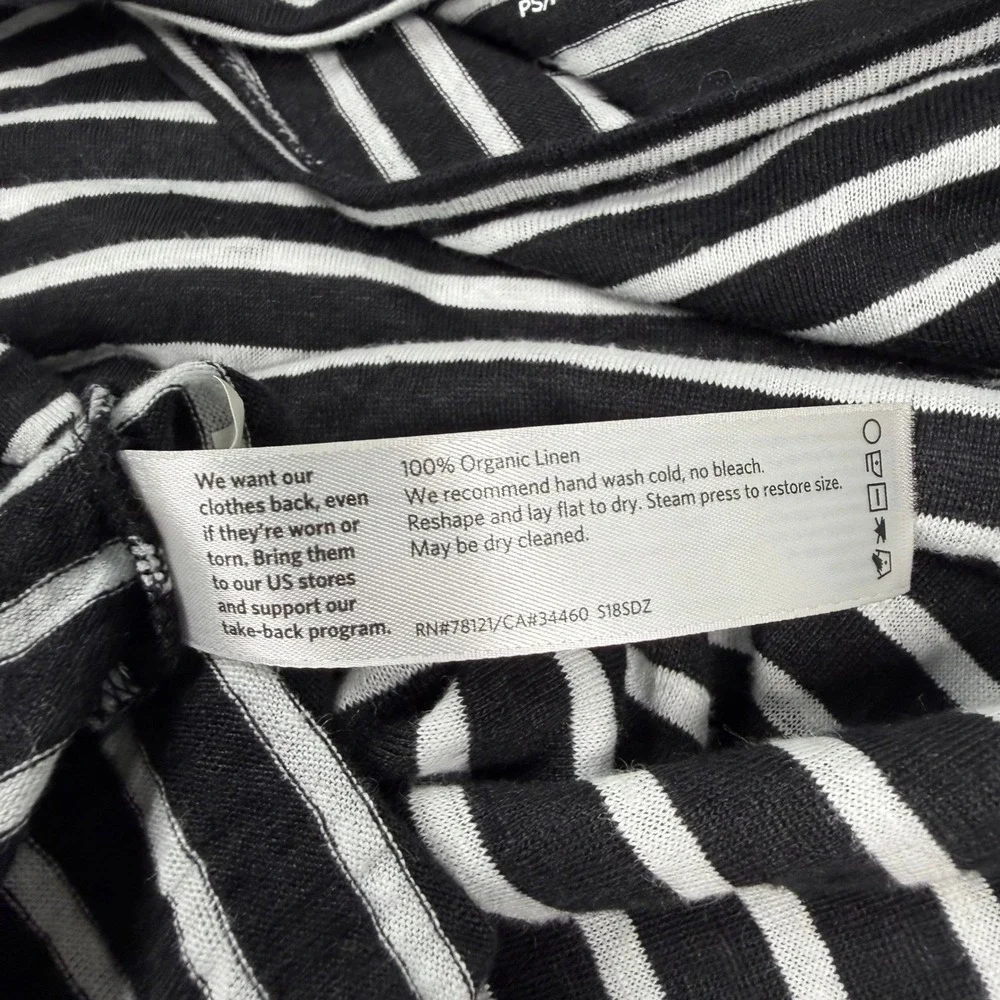 We want our
clothes back, even
if they're worn or
torn. Bring them
to our US stores
and support our
take-back program.
100% Organic Linen
We recommend hand wash cold, no bleach.
Reshape and lay flat to dry. Steam press to restore size.
May be dry cleaned.
RN#78121/CA#34460 S18SDZ